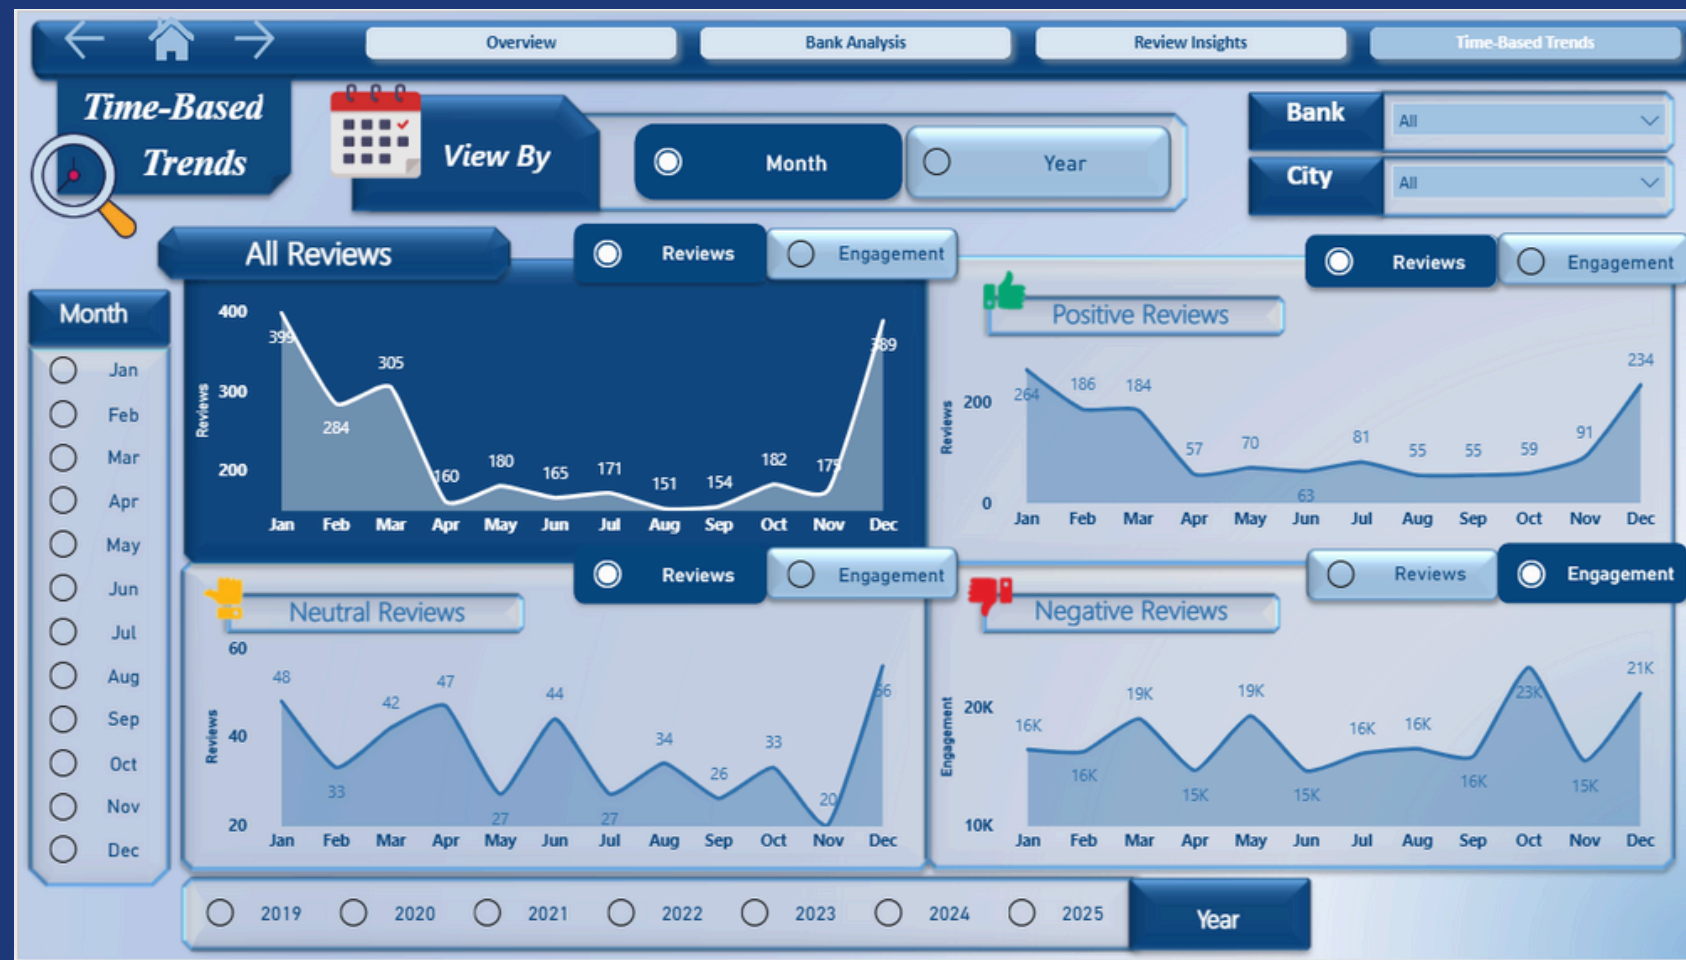 Overview
Bank Analysis
Review Insights
Time-Based Trends
Time-Based
Trends
View By
Month
Year
Bank
All
City
All
All Reviews
Reviews
Engagement
Reviews
Engagement
Month
Jan
Feb
Mar
Apr
May
Jun
Jul
Aug
Sep
Oct
Nov
Dec
400
300
200
Reviews
399
284
305
160
180
165
171
151
154
182
175
389
Jan Feb Mar Apr May Jun Jul Aug Sep Oct Nov Dec
Positive Reviews
200
0
Reviews
264
186
184
57
70
63
81
55
55
59
91
234
Jan Feb Mar Apr May Jun Jul Aug Sep Oct Nov Dec
Reviews
Engagement
Neutral Reviews
60
40
20
Reviews
48
33
42
47
27
44
27
34
26
33
20
56
Jan Feb Mar Apr May Jun Jul Aug Sep Oct Nov Dec
Reviews
Engagement
Negative Reviews
20K
10K
Engagement
16K
16K
19K
15K
19K
15K
16K
16K
16K
23K
15K
21K
Jan Feb Mar Apr May Jun Jul Aug Sep Oct Nov Dec
2019
2020
2021
2022
2023
2024
2025
Year